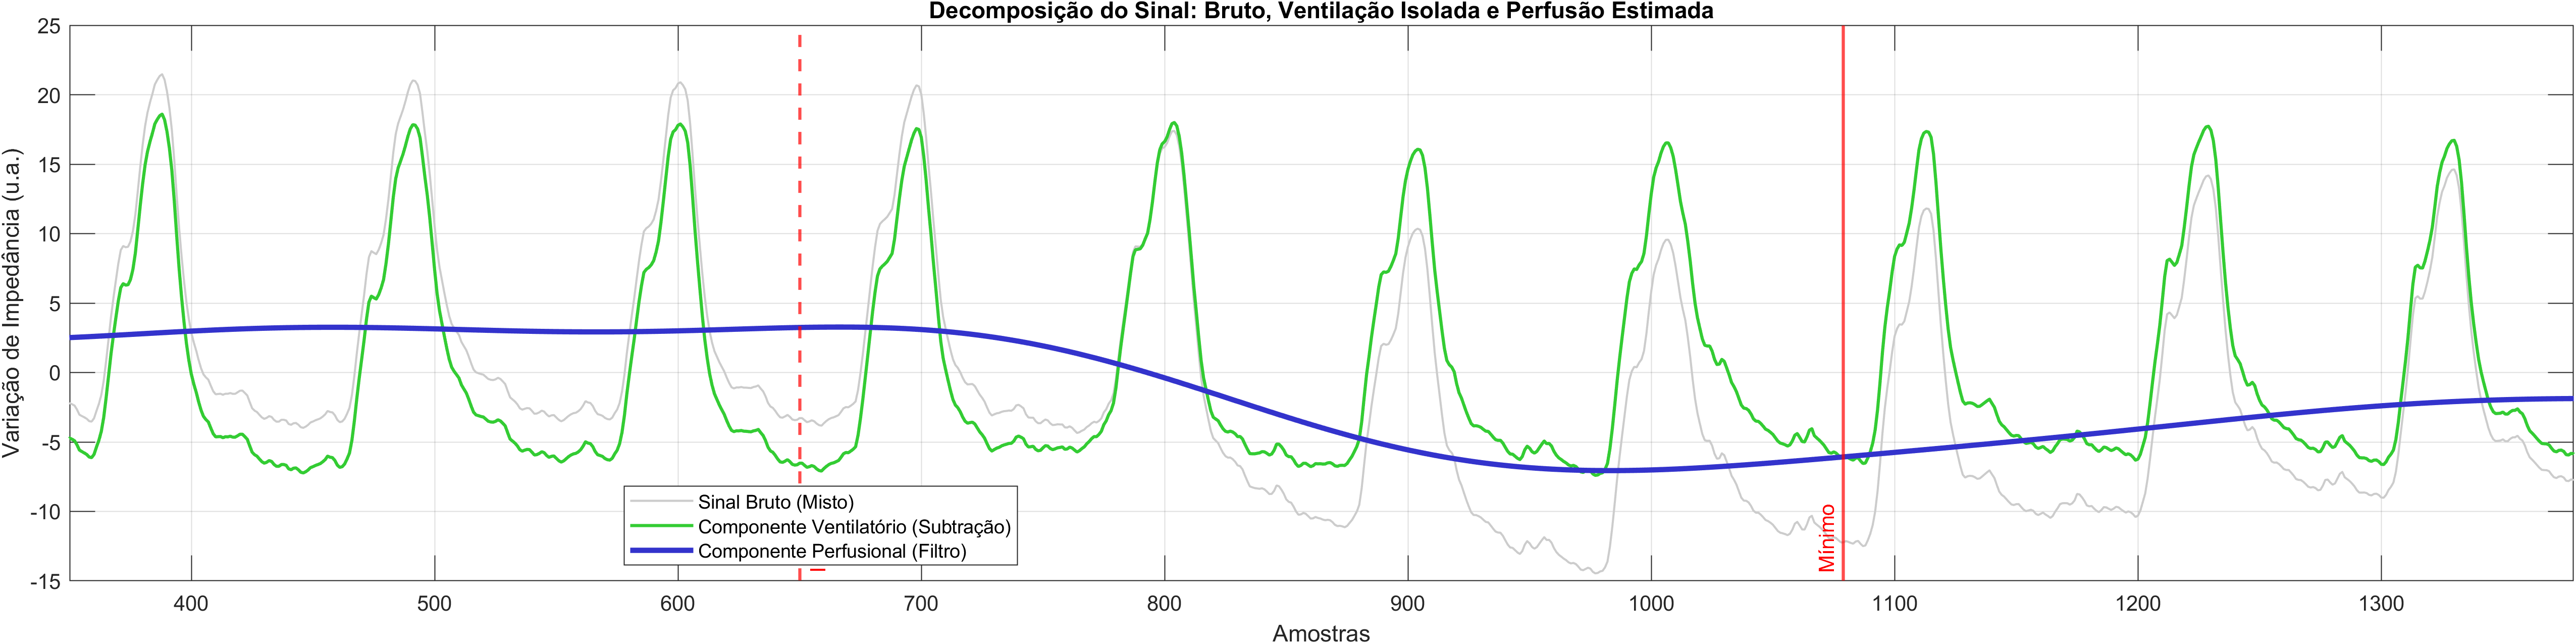 Decomposição do Sinal: Bruto, Ventilação Isolada e Perfusão Estimada
Variação de Impedância (u.a.)
25
20
15
10
5
0
-5
-10
-15
Sinal Bruto (Misto)
Componente Ventilatório (Subtração)
Componente Perfusional (Filtro)
Mínimo
400
500
600
700
800
900
1000
1100
1200
1300
Amostras